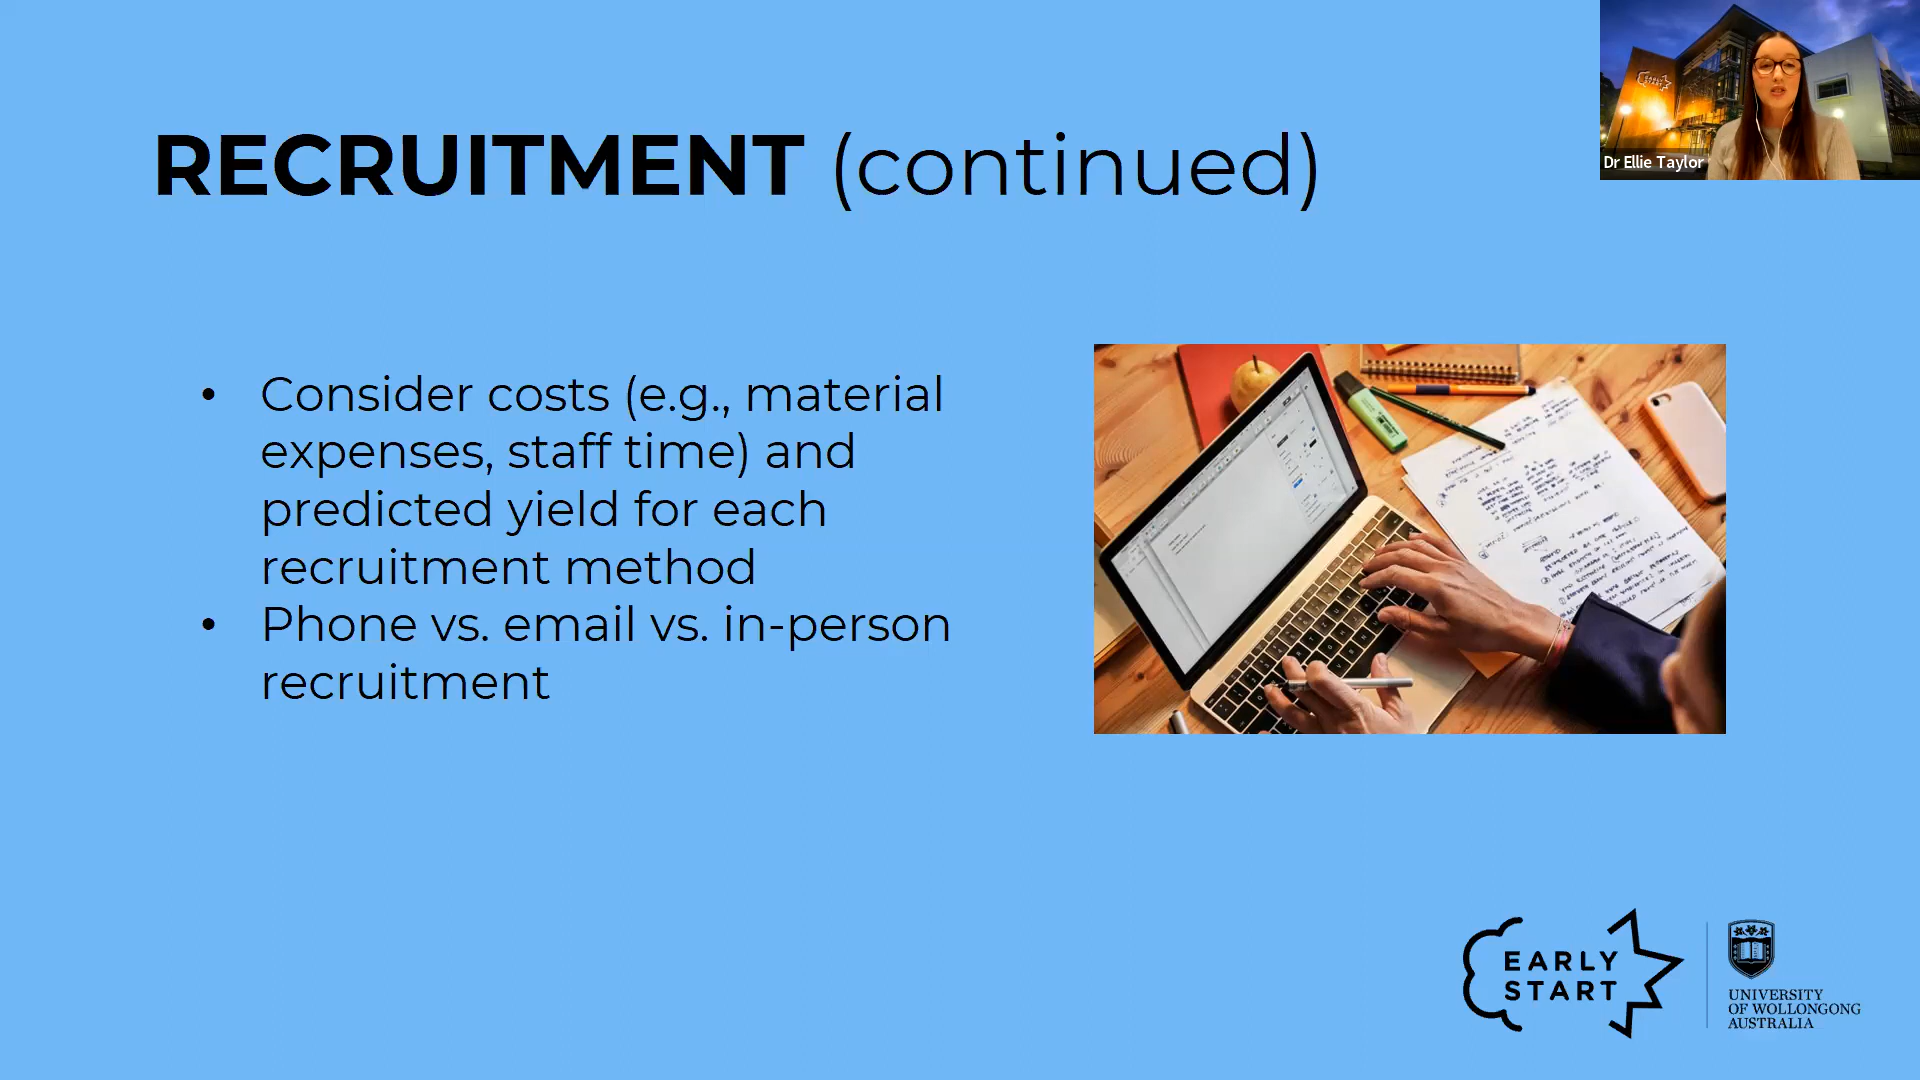 RECRUITMENT (continued)
Dr Ellie Taylor
• Consider costs (e.g., material
expenses, staff time) and
predicted yield for each
recruitment method
• Phone vs. email vs. in-person
recruitment
EARLY
START
UNIVERSITY
OF WOLLONGONG
AUSTRALIA